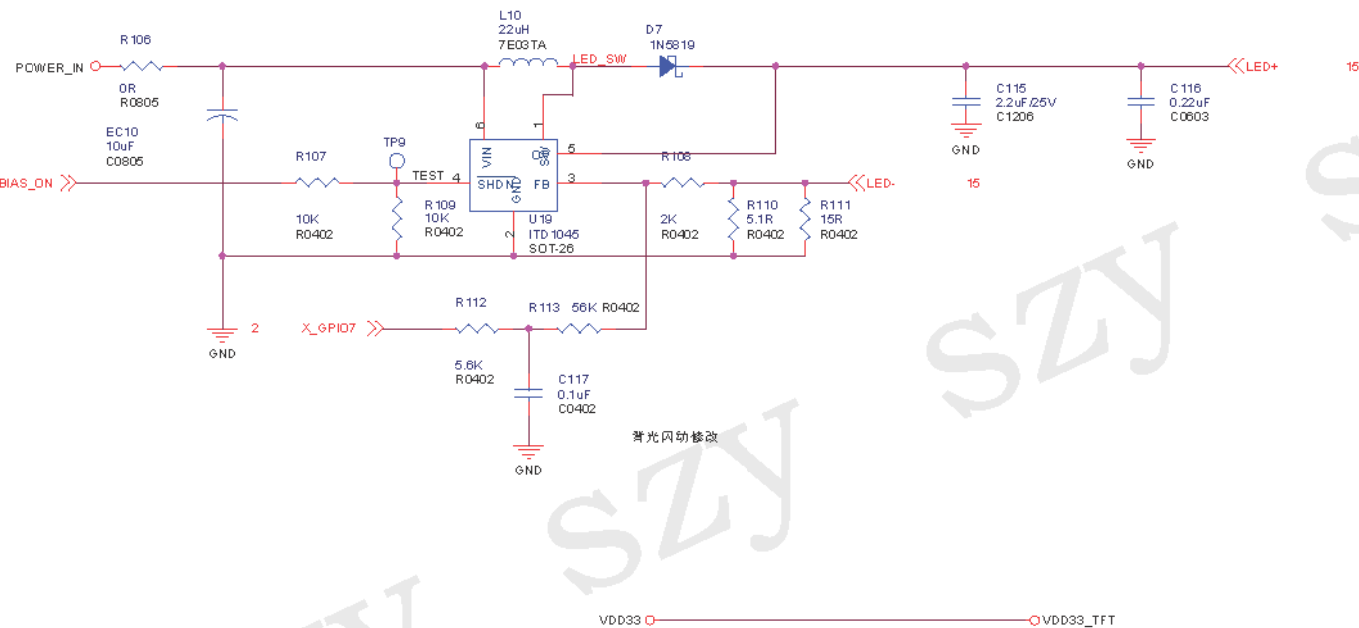 L10
22uH
7E03TA
D7
1N5819
R106
LED_SW
POWER_IN
LED+
15
0R
R0805
C115
2.2uF/25V
C1206
C116
0.22uF
C0603
EC10
10uF
C0805
6
1
GND
GND
TP9
R107
VIN
SW
5
R108
BIAS_ON
TEST
4
SHDN
GND
FB
3
LED-
15
10K
R0402
R109
10K
R0402
2
U19
ITD1045
SOT-26
2K
R0402
R110
5.1R
R0402
R111
15R
R0402
R112
R113
56K R0402
2
X_GPIO7
GND
5.6K
R0402
C117
0.1uF
C0402
背光闪动修改
GND
szy
szy
VDD33
VDD33_TFT